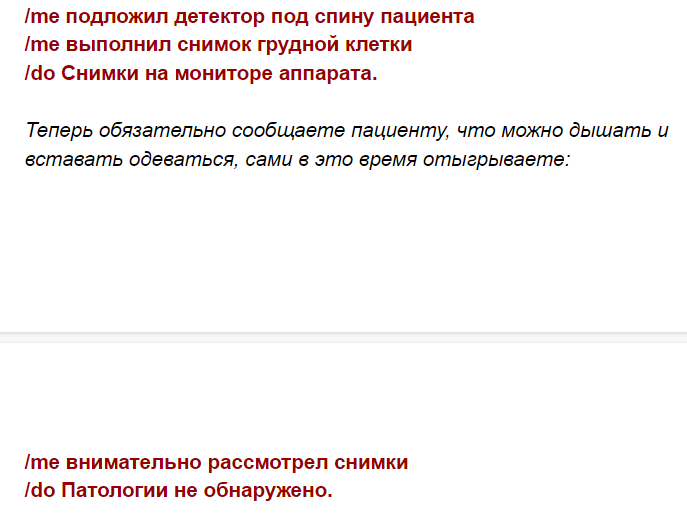 /me подложил детектор под спину пациента
/me выполнил снимок грудной клетки
/do Снимки на мониторе аппарата.
Теперь обязательно сообщаете пациенту, что можно дышать и
вставать одеваться, сами в это время отыгрываете:
/me внимательно рассмотрел снимки
/do Патологии не обнаружено.